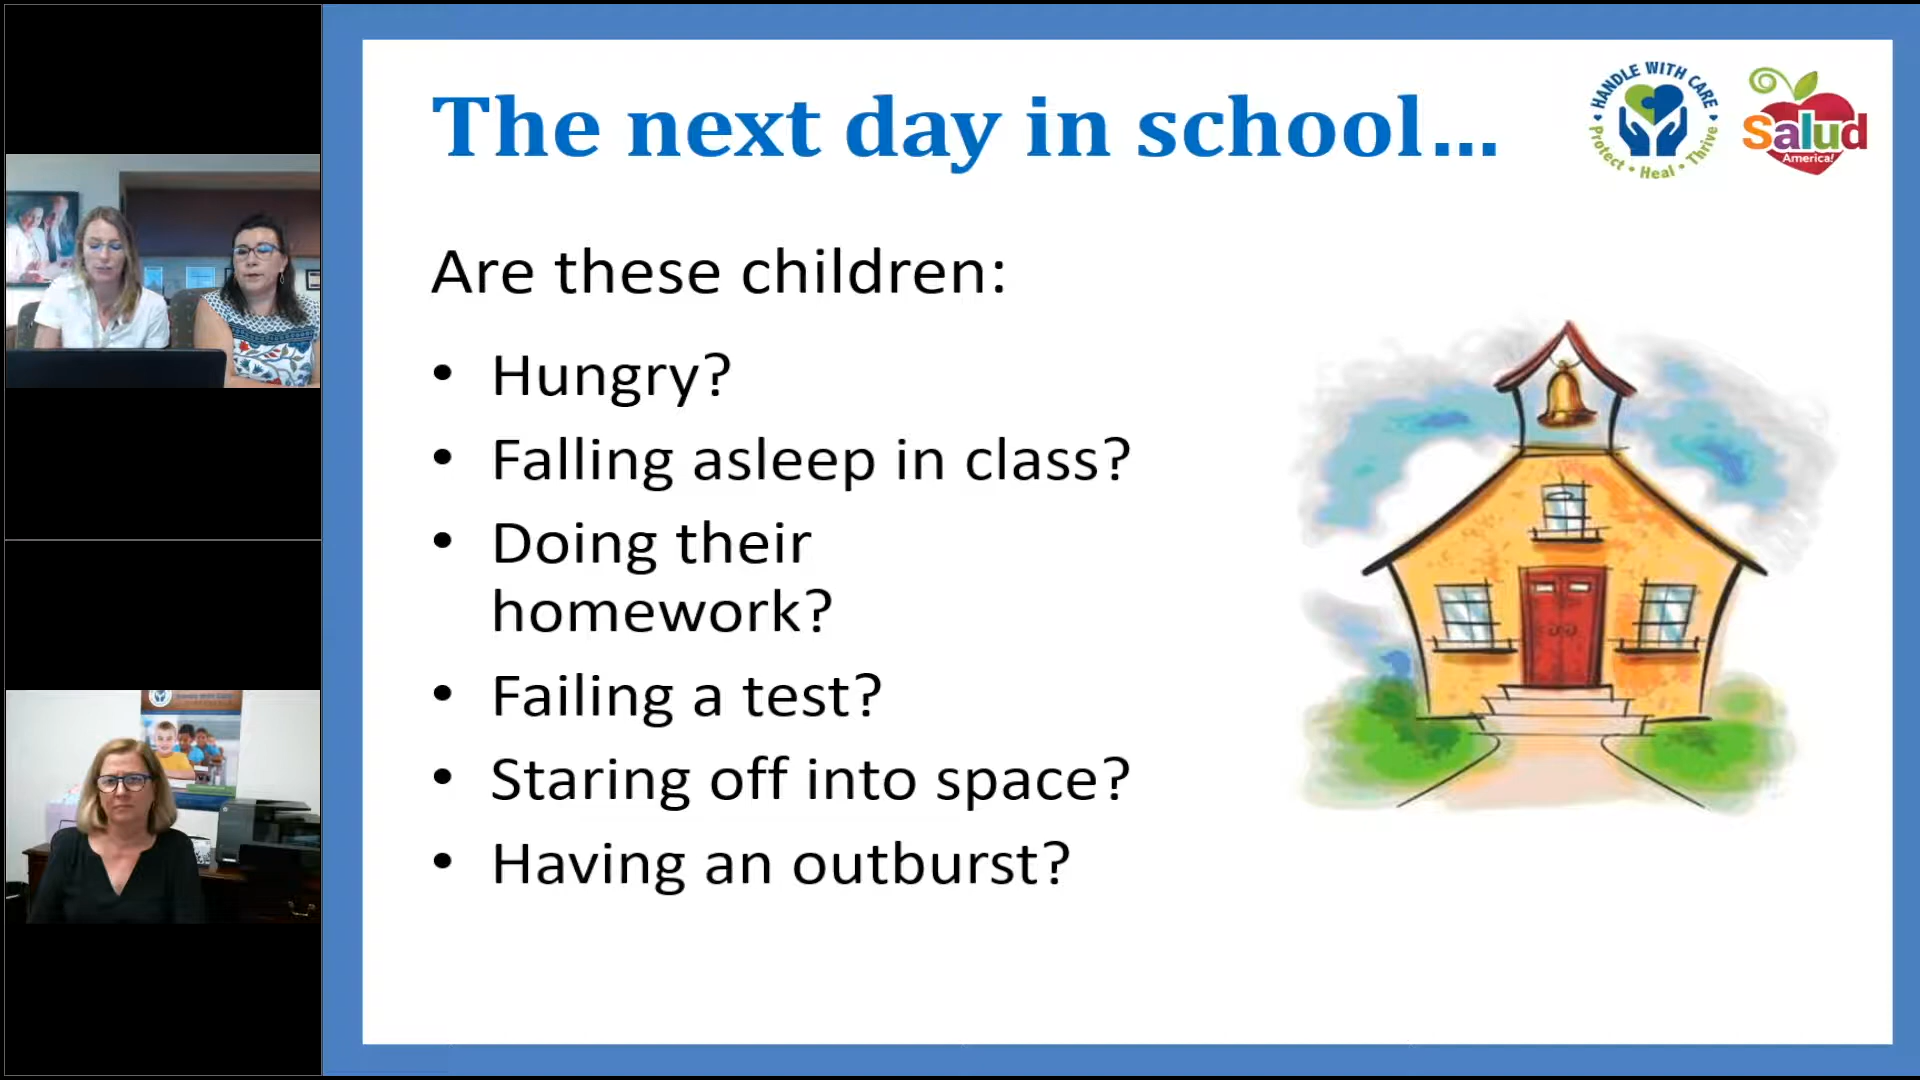 The next day in school…
HANDLE WITH CARE
Protect • Heal • Thrive
Salud
America!
Are these children:
• Hungry?
• Falling asleep in class?
• Doing their
homework?
• Failing a test?
• Staring off into space?
• Having an outburst?